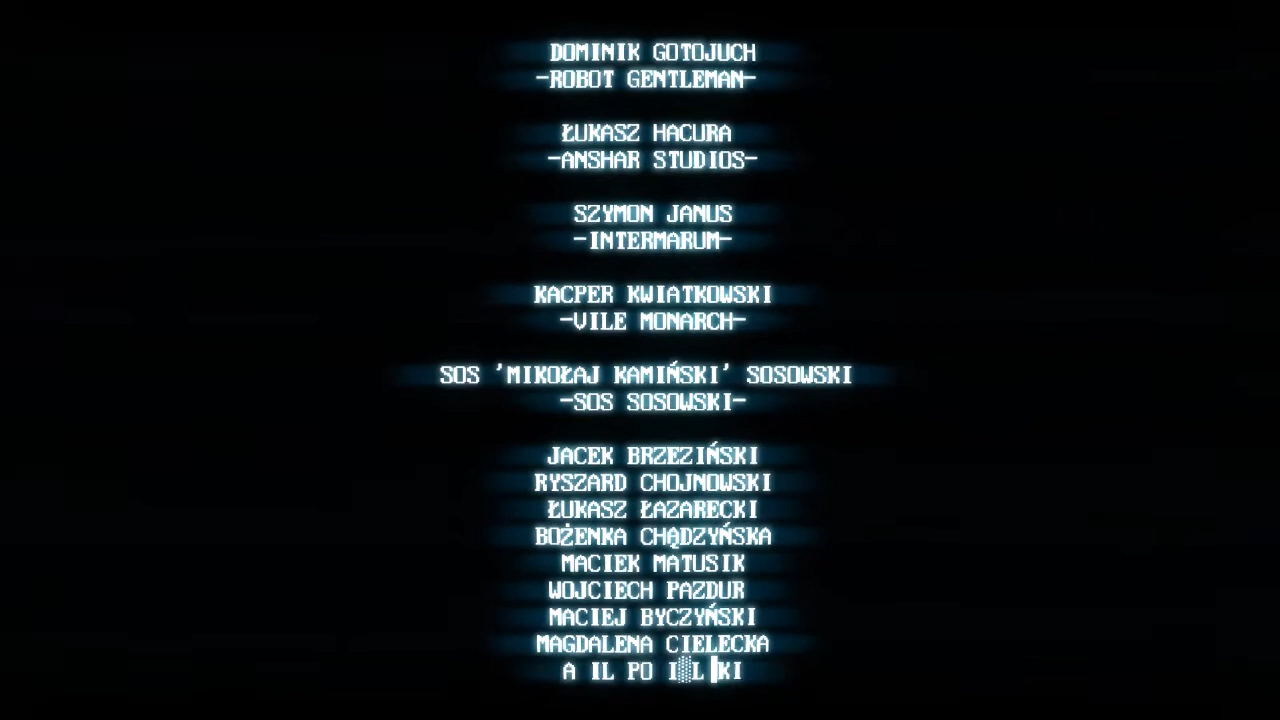 DOMINIK GOTOJUCH
-ROBOT GENTLEMAN-
ŁUKASZ HACURA
-ANSHAR STUDIOS-
SZYMON JANUS
-INTERMARUM-
KACPER KWIATKOWSKI
-VILE MONARCH-
SOS 'MIKOŁAJ KAMIŃSKI' SOSOWSKI
-SOS SOSOWSKI-
JACEK BRZEZIŃSKI
RYSZARD CHOJNOWSKI
ŁUKASZ ŁAZARECKI
BOŻENKA CHĄDZYŃSKA
MACIEK MATUSIK
WOJCIECH PAZDUR
MACIEJ BYCZYŃSKI
MAGDALENA CIELECKA